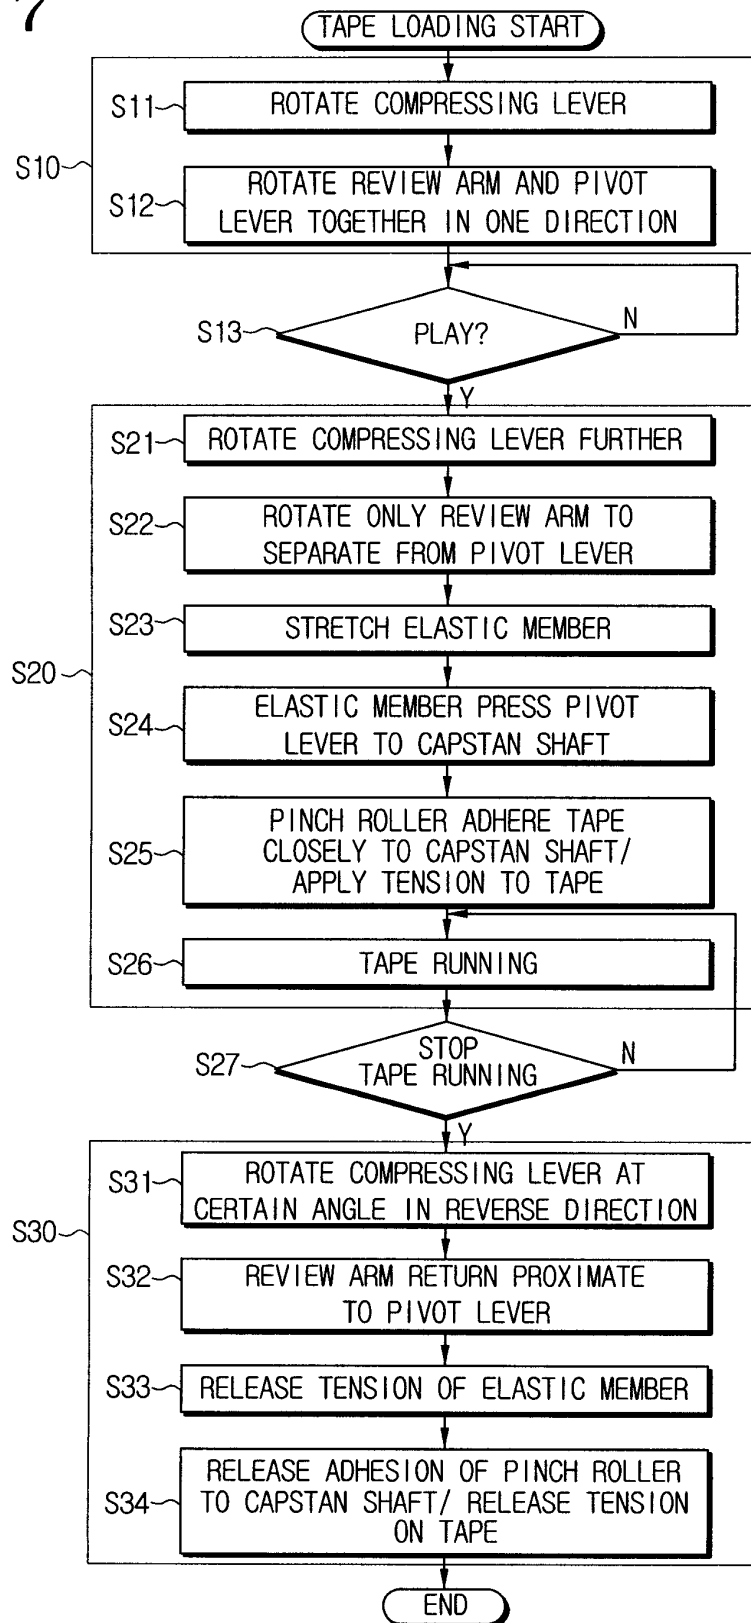 7
TAPE LOADING START
S10
S11
ROTATE COMPRESSING LEVER
S12
ROTATE REVIEW ARM AND PIVOT
LEVER TOGETHER IN ONE DIRECTION
S13
PLAY?
N
Y
S20
S21
ROTATE COMPRESSING LEVER FURTHER
S22
ROTATE ONLY REVIEW ARM TO
SEPARATE FROM PIVOT LEVER
S23
STRETCH ELASTIC MEMBER
S24
ELASTIC MEMBER PRESS PIVOT
LEVER TO CAPSTAN SHAFT
S25
PINCH ROLLER ADHERE TAPE
CLOSELY TO CAPSTAN SHAFT/
APPLY TENSION TO TAPE
S26
TAPE RUNNING
S27
STOP
TAPE RUNNING
N
Y
S30
S31
ROTATE COMPRESSING LEVER AT
CERTAIN ANGLE IN REVERSE DIRECTION
S32
REVIEW ARM RETURN PROXIMATE
TO PIVOT LEVER
S33
RELEASE TENSION OF ELASTIC MEMBER
S34
RELEASE ADHESION OF PINCH ROLLER
TO CAPSTAN SHAFT/ RELEASE TENSION
ON TAPE
END